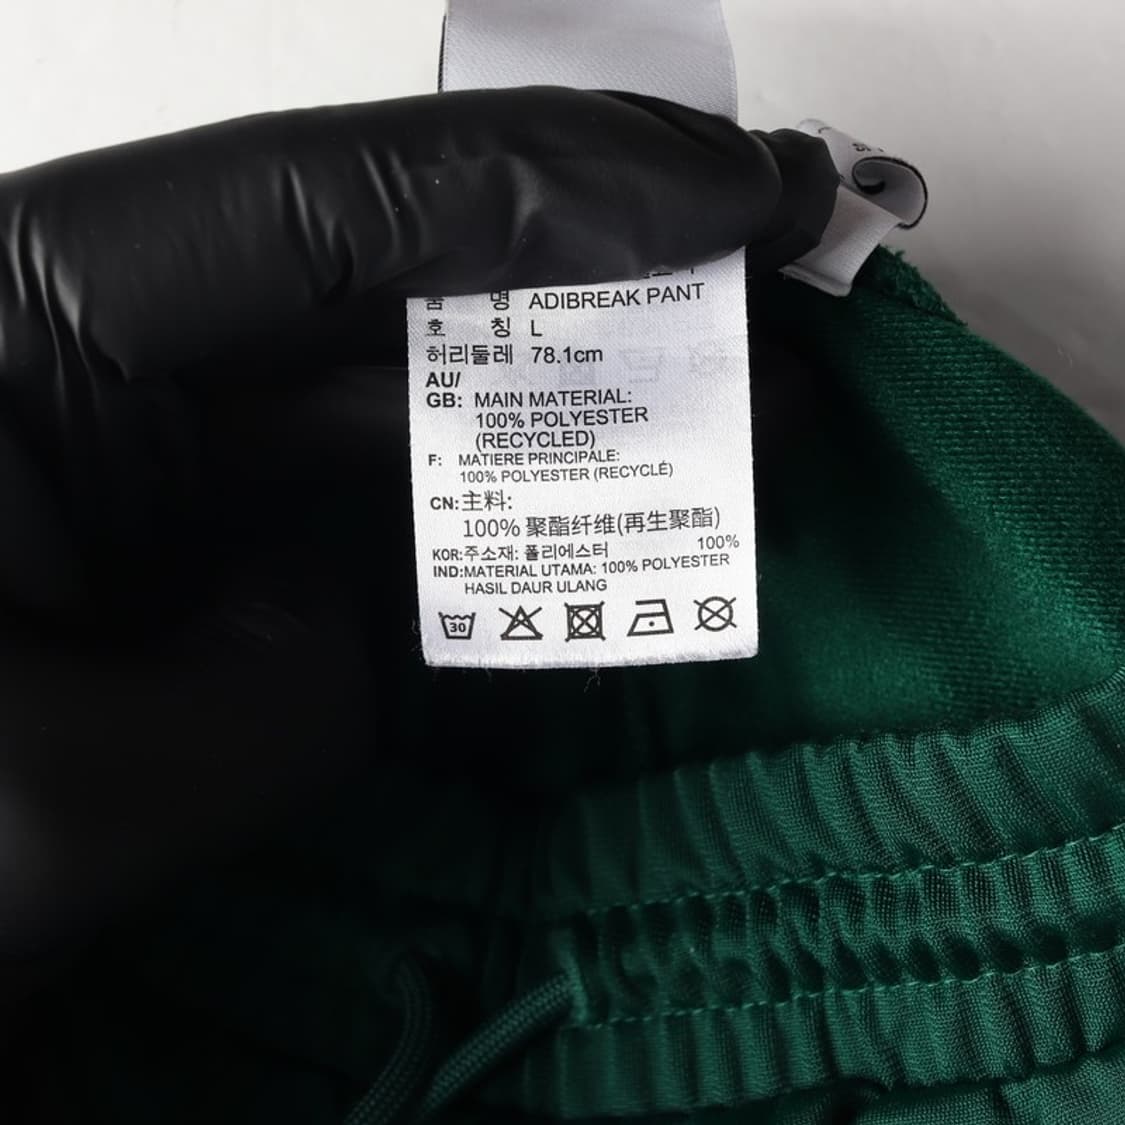 품 명 ADIBREAK PANT
호 칭 L
허리둘레 78.1cm
AU/
GB: MAIN MATERIAL:
100% POLYESTER
(RECYCLED)
F: MATIERE PRINCIPALE:
100% POLYESTER (RECYCLÉ)
CN:主料:
100% 聚酯纤维(再生聚酯)
KOR:주소재: 폴리에스터 100%
IND:MATERIAL UTAMA: 100% POLYESTER
HASIL DAUR ULANG
30